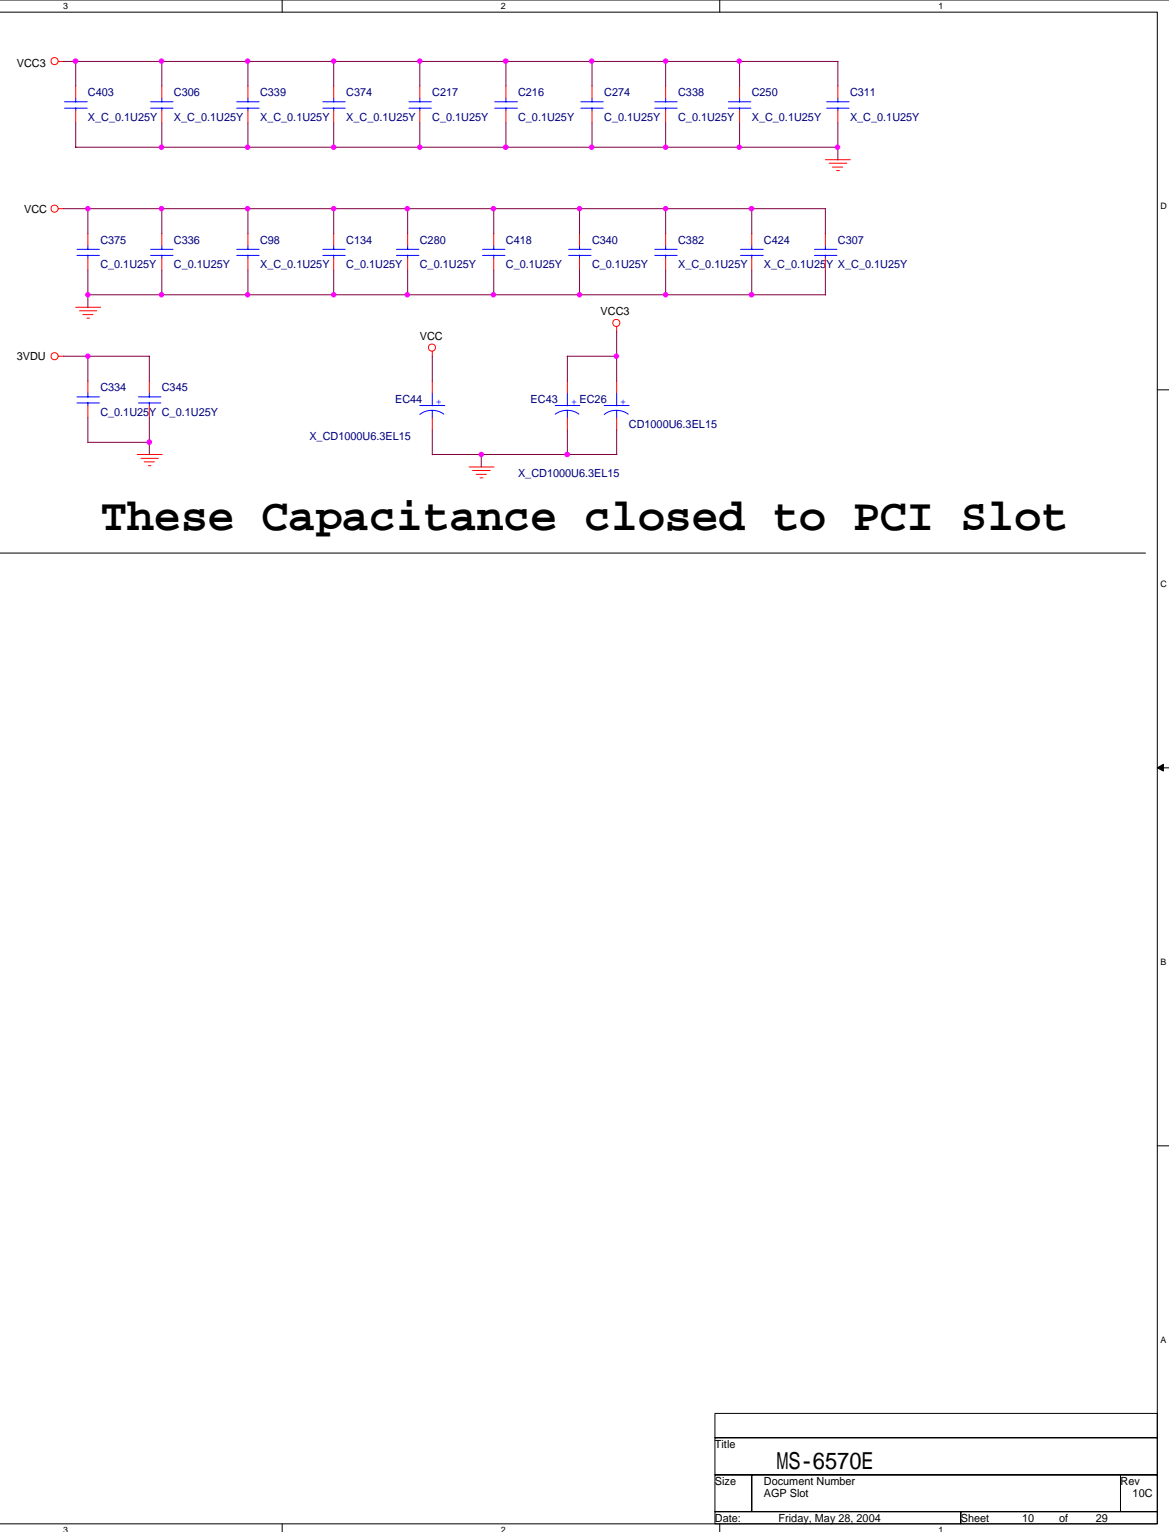 3 2 1
VCC3
C403 C306 C339 C374 C217 C216 C274 C338 C250 C311
X_C_0.1U25Y X_C_0.1U25Y X_C_0.1U25Y X_C_0.1U25Y C_0.1U25Y C_0.1U25Y C_0.1U25Y C_0.1U25Y X_C_0.1U25Y X_C_0.1U25Y
VCC D
C375 C336 C98 C134 C280 C418 C340 C382 C424 C307
C_0.1U25Y C_0.1U25Y X_C_0.1U25Y C_0.1U25Y C_0.1U25Y C_0.1U25Y C_0.1U25Y X_C_0.1U25Y X_C_0.1U25Y X_C_0.1U25Y
VCC3
VCC
3VDU
C334 C345
EC44 + EC43 + EC26 +
C_0.1U25Y C_0.1U25Y
CD1000U6.3EL15
X_CD1000U6.3EL15
X_CD1000U6.3EL15
These Capacitance closed to PCI Slot
C
B
A
Title
MS-6570E
Size Document Number Rev
AGP Slot 10C
Date: Friday, May 28, 2004 Sheet 10 of 29
3 2 1